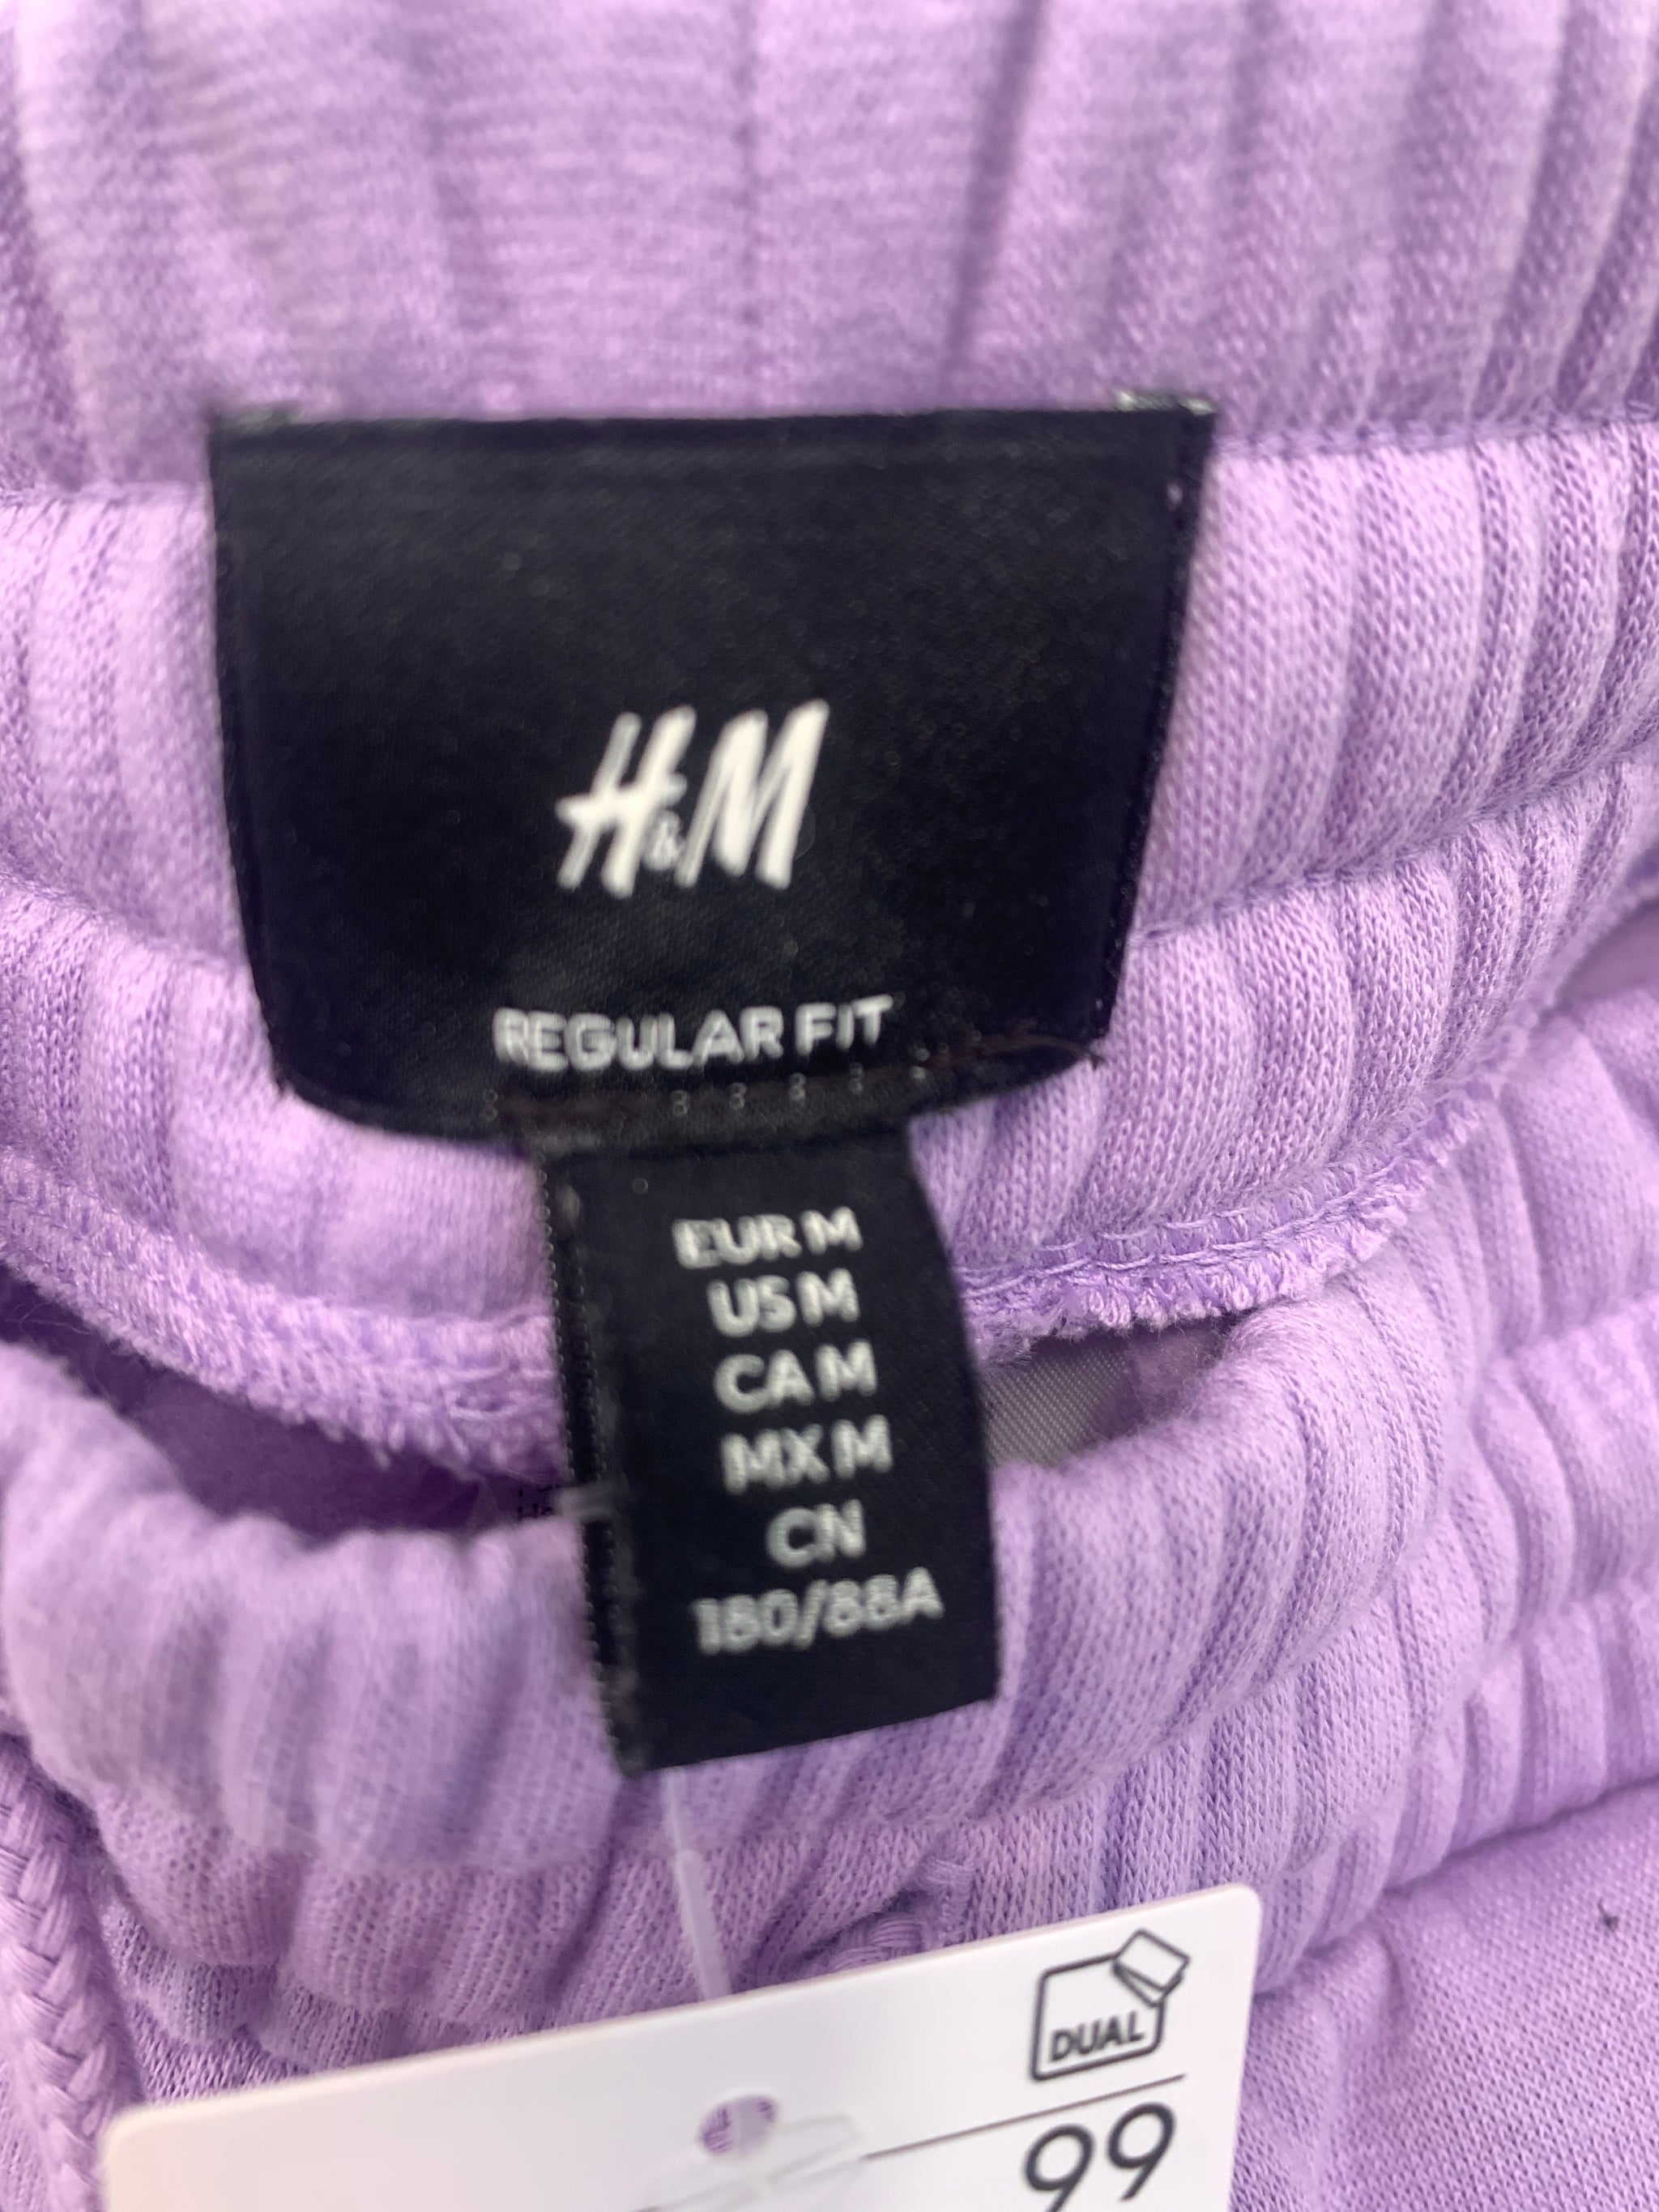 H&M
REGULAR FIT
EUR M
US M
CA M
MX M
CN
180/88A
DUAL
99